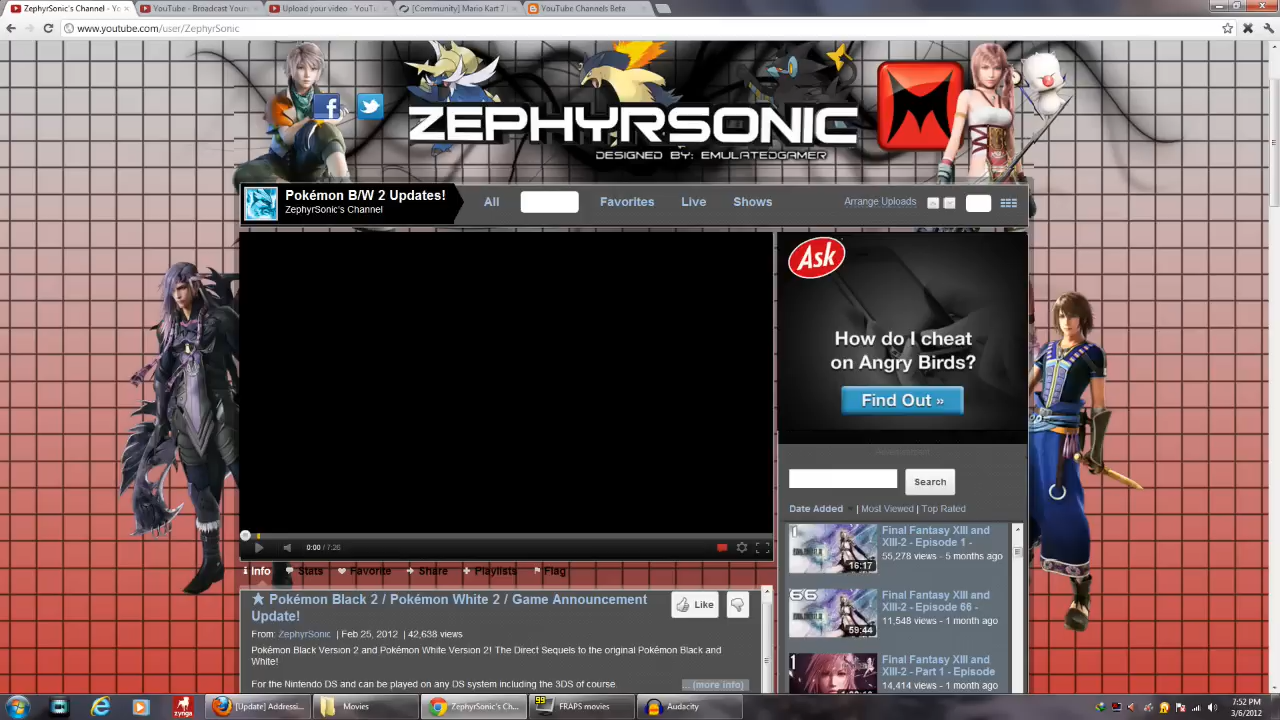 ZephyrSonic's Channel - Yo
YouTube - Broadcast Yours
Upload your video - YouTu
[Community] Mario Kart 7
YouTube Channels Beta
www.youtube.com/user/ZephyrSonic
ZEPHYRSONIC
DESIGNED BY: EMULATEDGAMER
Pokémon B/W 2 Updates!
ZephyrSonic's Channel
All
Favorites
Live
Shows
Arrange Uploads
Ask
How do I cheat
on Angry Birds?
Find Out »
Advertisement
Search
Date Added | Most Viewed | Top Rated
0:00 / 7:26
Info Stats Favorite Share Playlists Flag
★ Pokémon Black 2 / Pokémon White 2 / Game Announcement
Update!
Like
From: ZephyrSonic | Feb 25, 2012 | 42,638 views
Pokémon Black Version 2 and Pokémon White Version 2! The Direct Sequels to the original Pokémon Black and
White!
For the Nintendo DS and can be played on any DS system including the 3DS of course.
... (more info)
1
16:17
Final Fantasy XIII and
XIII-2 - Episode 1 -
55,278 views - 5 months ago
66
59:44
Final Fantasy XIII and
XIII-2 - Episode 66 -
11,548 views - 1 month ago
1
Final Fantasy XIII and
XIII-2 - Part 1 - Episode
14,414 views - 1 month ago
zynga
[Update] Addressi...
Movies
ZephyrSonic's Ch...
99
FRAPS movies
Audacity
7:52 PM
3/6/2012